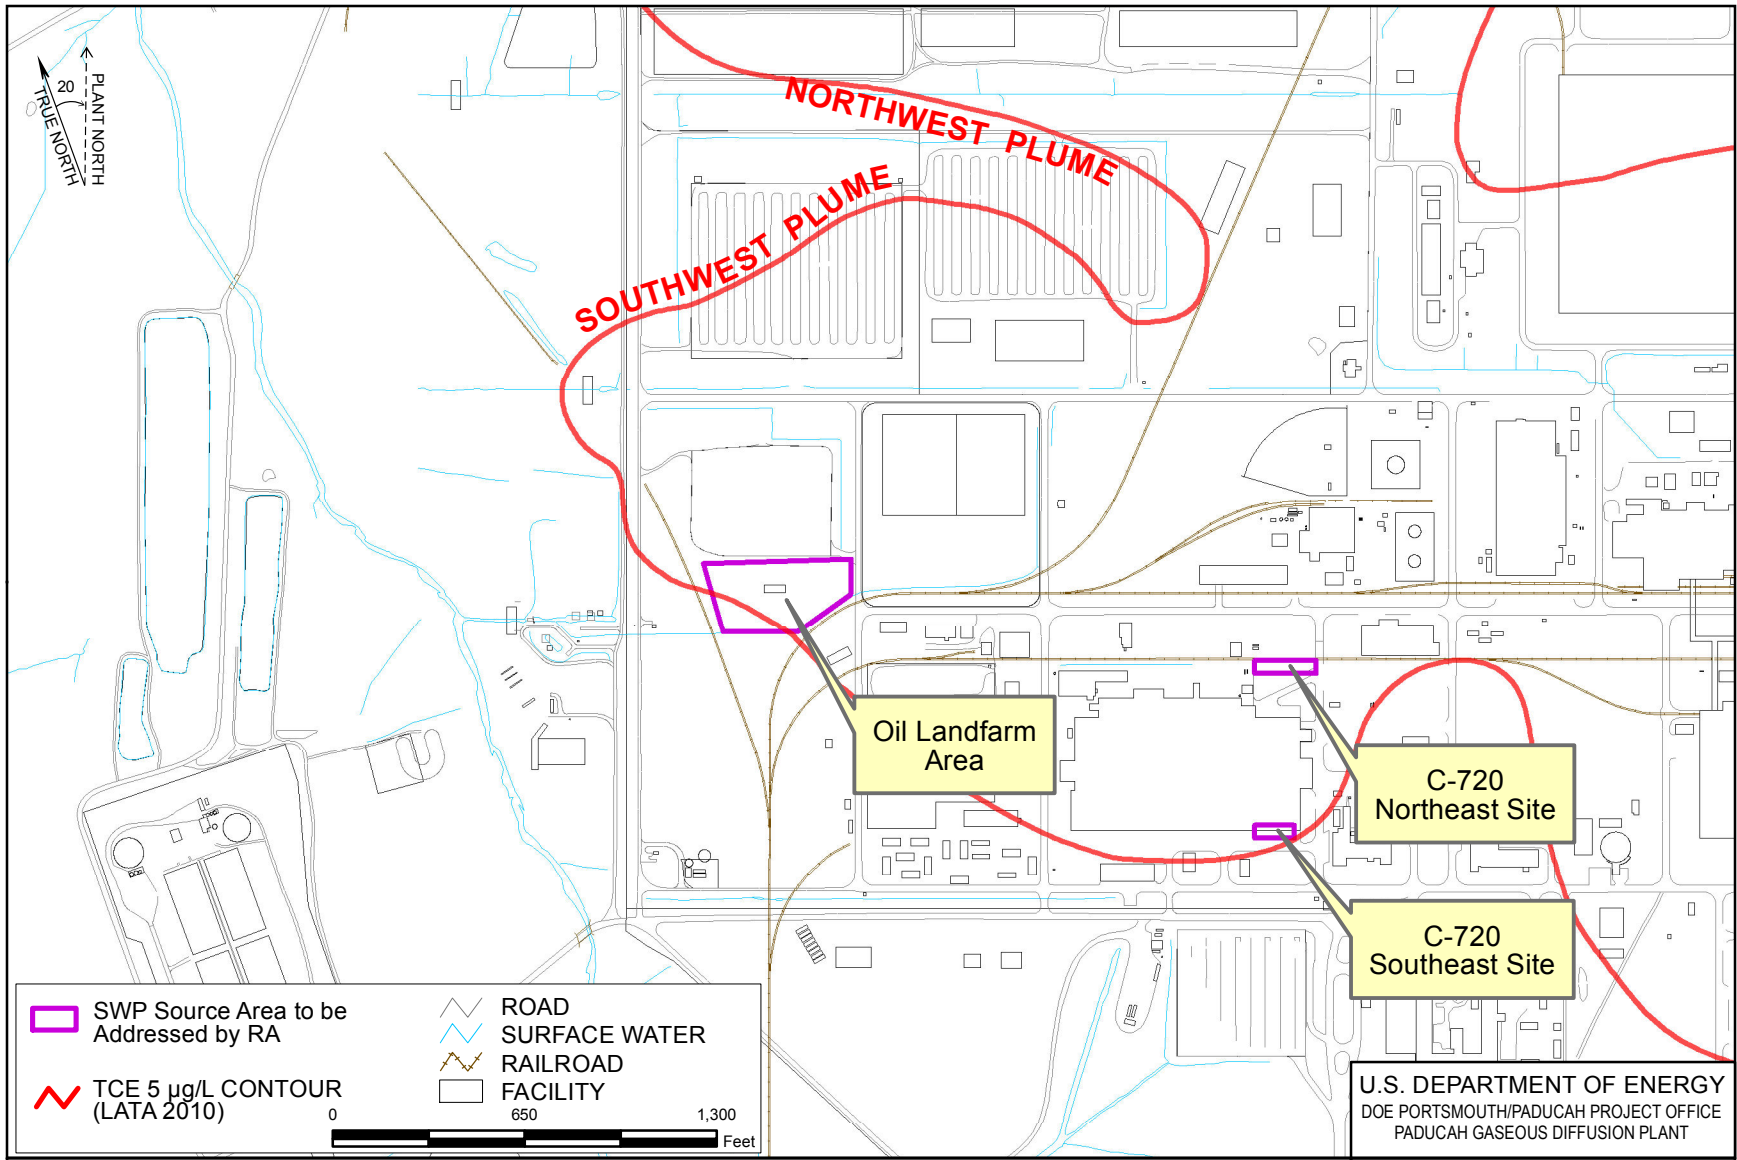 PLANT NORTH
20
TRUE NORTH
NORTHWEST PLUME
SOUTHWEST PLUME
Oil Landfarm
Area
C-720
Northeast Site
C-720
Southeast Site
SWP Source Area to be
Addressed by RA
TCE 5 µg/L CONTOUR
(LATA 2010)
ROAD
SURFACE WATER
RAILROAD
FACILITY
0 650 1,300
Feet
U.S. DEPARTMENT OF ENERGY
DOE PORTSMOUTH/PADUCAH PROJECT OFFICE
PADUCAH GASEOUS DIFFUSION PLANT